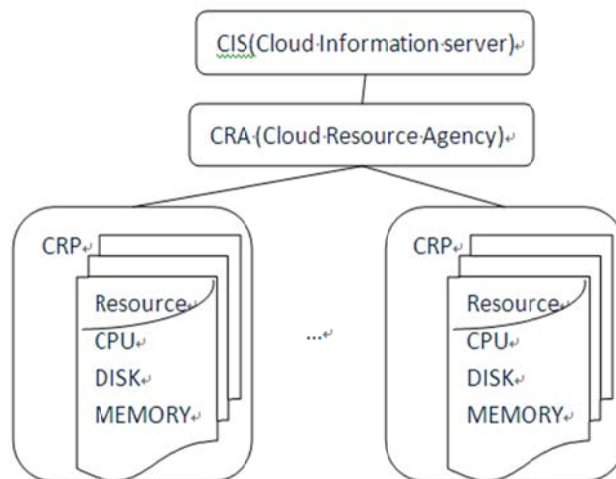 CIS(Cloud·Information·server)↵
CRA·(Cloud·Resource·Agency)↵
CRP↵
Resource↵
CPU↵
DISK↵
MEMORY↵
...↵
CRP↵
Resource↵
CPU↵
DISK↵
MEMORY↵